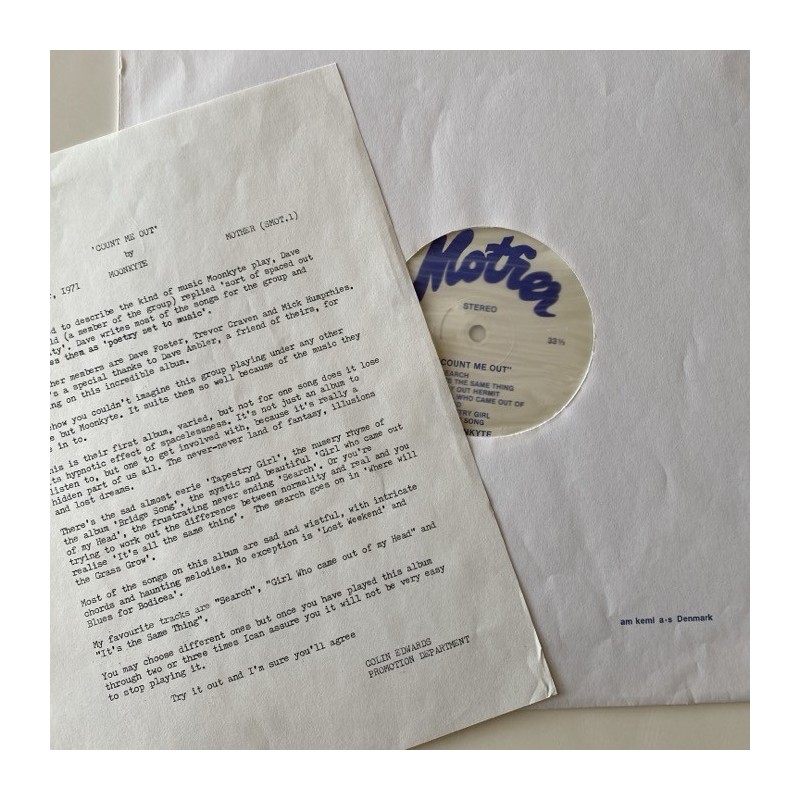 'COUNT ME OUT' MOTHER (SMOT.1)
by
MOONKYTE
, 1971
ed to describe the kind of music Moonkyte play, Dave
id (a member of the group) replied 'sort of spaced out
ty'. Dave writes most of the songs for the group and
es them as 'poetry set to music'.
her members are Dave Foster, Trevor Craven and Mick Humprhies.
's a special thanks to Dave Ambler, a friend of theirs, for
ng on this incredible album.
ehow you couldn't imagine this group playing under any other
e but Moonkyte. It suits them so well because of the music they
e in to.
his is their first album, varied, but not for one song does it lose
ts hypnotic effect of spacelessness. It's not just an album to
listen to, but one to get involved with, because it's really a
hidden part of us all. The never-never land of fantasy, illusions
and lost dreams.
There's the sad almost eerie 'Tapestry Girl', the nusery rhyme of
the album 'Bridge Song', the mystic and beautiful 'Girl who came out
of my Head', the frustrating never ending 'Search'. Or you're
trying to work out the difference between normality and real and you
realise 'It's all the same thing'. The search goes on in 'Where will
the Grass Grow'.
Most of the songs on this album are sad and wistful, with intricate
chords and haunting melodies. No exception is 'Lost Weekend' and
Blues for Bodicea'.
My favourite tracks are "Search", "Girl Who came out of my Head" and
"It's the Same Thing".
You may choose different ones but once you have played this album
through two or three times Ican assure you it will not be very easy
to stop playing it.
Try it out and I'm sure you'll agree
COLIN EDWARDS
PROMOTION DEPARTMENT
Mother
STEREO
33⅓
COUNT ME OUT"
SEARCH
S THE SAME THING
Y OUT HERMIT
WHO CAME OUT OF
D
STRY GIRL
SONG
NKYTE
am kemi a-s Denmark